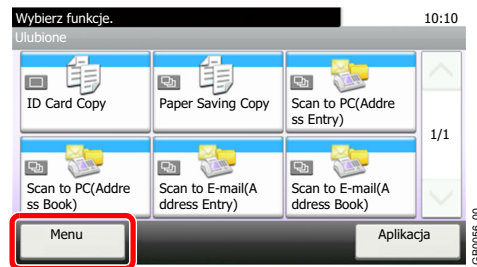 Wybierz funkcje.
10:10
Ulubione
ID Card Copy
Paper Saving Copy
Scan to PC(Addre
ss Entry)
1/1
Scan to PC(Addre
ss Book)
Scan to E-mail(A
ddress Entry)
Scan to E-mail(A
ddress Book)
Menu
Aplikacja
GB0056_00